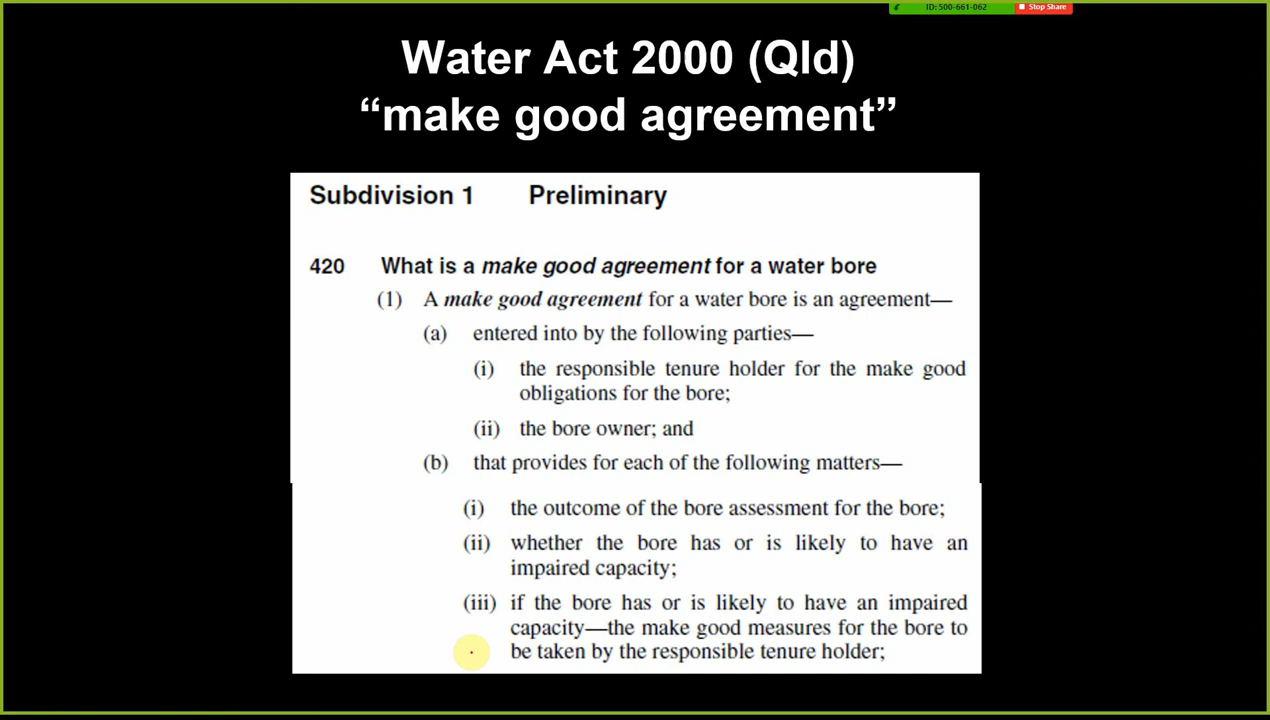 ID: 500-661-062
Stop Share
Water Act 2000 (Qld)
“make good agreement”
Subdivision 1 Preliminary
420 What is a make good agreement for a water bore
(1) A make good agreement for a water bore is an agreement—
(a) entered into by the following parties—
(i) the responsible tenure holder for the make good
obligations for the bore;
(ii) the bore owner; and
(b) that provides for each of the following matters—
(i) the outcome of the bore assessment for the bore;
(ii) whether the bore has or is likely to have an
impaired capacity;
(iii) if the bore has or is likely to have an impaired
capacity—the make good measures for the bore to
be taken by the responsible tenure holder;